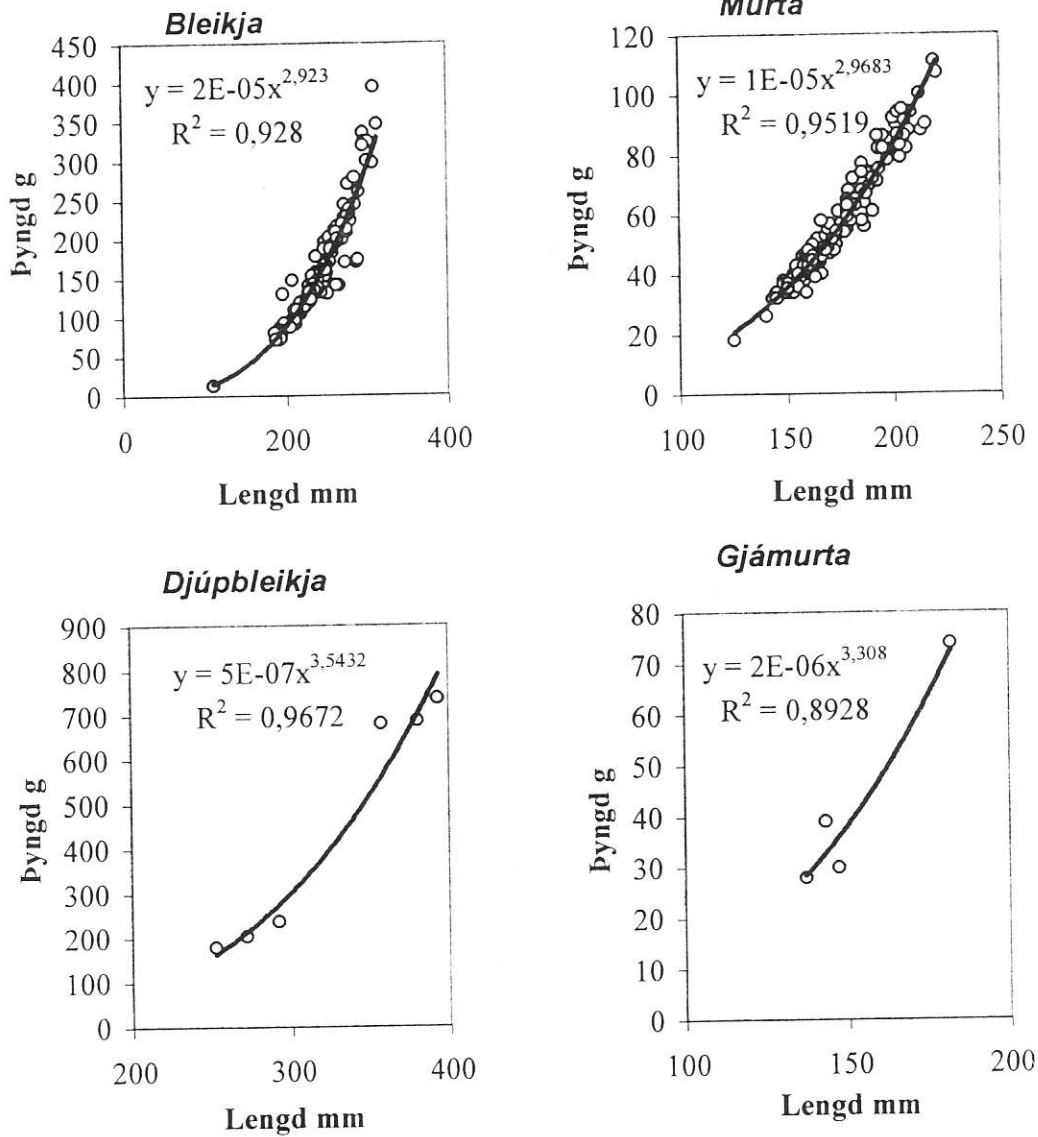 Bleikja
450
400
350
300
250
200
150
100
50
0
y = 2E-05x^2,923
R^2 = 0,928
Þyngd g
0 200 400
Lengd mm
Murta
120
100
80
60
40
20
0
y = 1E-05x^2,9683
R^2 = 0,9519
Þyngd g
100 150 200 250
Lengd mm
Djúpbleikja
900
800
700
600
500
400
300
200
100
0
y = 5E-07x^3,5432
R^2 = 0,9672
Þyngd g
200 300 400
Lengd mm
Gjámurta
80
70
60
50
40
30
20
10
0
y = 2E-06x^3,308
R^2 = 0,8928
Þyngd g
100 150 200
Lengd mm